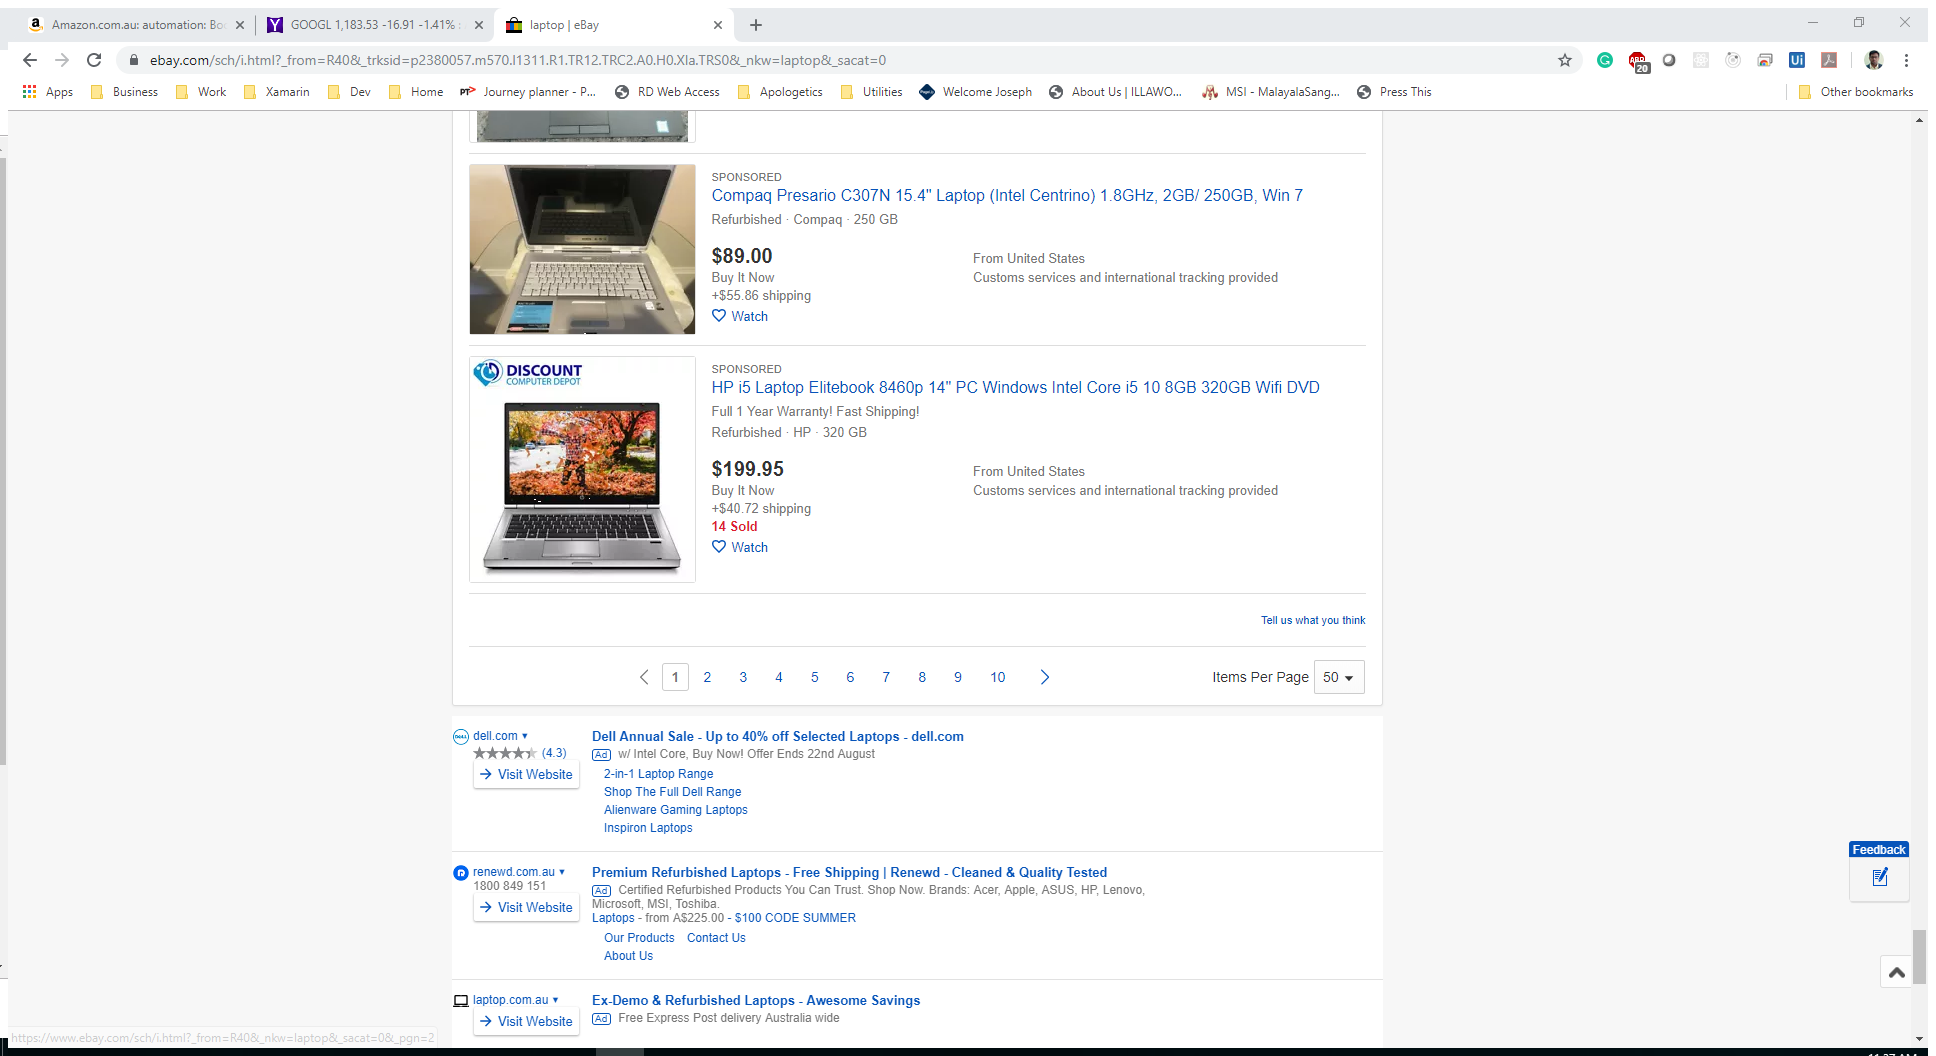 Amazon.com.au: automation: Bo
GOOGL 1,183.53 -16.91 -1.41%
laptop | eBay
ebay.com/sch/i.html?_from=R40&_trksid=p2380057.m570.l1311.R1.TR12.TRC2.A0.H0.Xla.TRS0&_nkw=laptop&_sacat=0
20
Ui
Apps
Business
Work
Xamarin
Dev
Home
PT> Journey planner - P...
RD Web Access
Apologetics
Utilities
Welcome Joseph
About Us | ILLAWO...
MSI - MalayalaSang...
Press This
Other bookmarks
SPONSORED
Compaq Presario C307N 15.4" Laptop (Intel Centrino) 1.8GHz, 2GB/ 250GB, Win 7
Refurbished · Compaq · 250 GB
$89.00
From United States
Buy It Now
Customs services and international tracking provided
+$55.86 shipping
Watch
DISCOUNT
COMPUTER DEPOT
SPONSORED
HP i5 Laptop Elitebook 8460p 14" PC Windows Intel Core i5 10 8GB 320GB Wifi DVD
Full 1 Year Warranty! Fast Shipping!
Refurbished · HP · 320 GB
$199.95
From United States
Buy It Now
Customs services and international tracking provided
+$40.72 shipping
14 Sold
Watch
Tell us what you think
1 2 3 4 5 6 7 8 9 10
Items Per Page 50
dell.com
(4.3)
Visit Website
Dell Annual Sale - Up to 40% off Selected Laptops - dell.com
Ad w/ Intel Core, Buy Now! Offer Ends 22nd August
2-in-1 Laptop Range
Shop The Full Dell Range
Alienware Gaming Laptops
Inspiron Laptops
renewd.com.au
1800 849 151
Visit Website
Premium Refurbished Laptops - Free Shipping | Renewd - Cleaned & Quality Tested
Ad Certified Refurbished Products You Can Trust. Shop Now. Brands: Acer, Apple, ASUS, HP, Lenovo,
Microsoft, MSI, Toshiba.
Laptops - from A$225.00 - $100 CODE SUMMER
Our Products Contact Us
About Us
Feedback
laptop.com.au
Visit Website
Ex-Demo & Refurbished Laptops - Awesome Savings
Ad Free Express Post delivery Australia wide
https://www.ebay.com/sch/i.html?_from=R40&_nkw=laptop&_sacat=0&_pgn=2